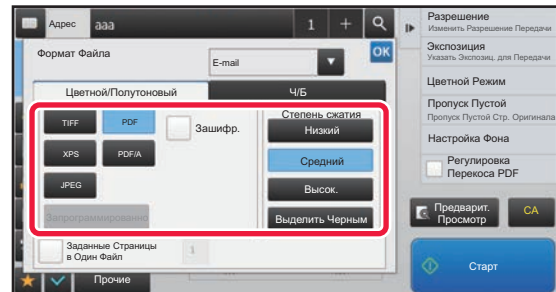 Адрес
aaa
1
Формат Файла
E-mail
OK
Цветной/Полутоновый
Ч/Б
TIFF
PDF
Зашифр.
XPS
PDF/A
JPEG
Запрограммированно
Степень сжатия
Низкий
Средний
Высок.
Выделить Черным
Заданные Страницы
в Один Файл
1
Прочие
Разрешение
Изменить Разрешение Передачи
Экспозиция
Указать Экспозиц. для Передачи
Цветной Режим
Пропуск Пустой
Пропуск Пустой Стр. Оригинала
Настройка Фона
Регулировка
Перекоса PDF
Предварит.
Просмотр
CA
Старт